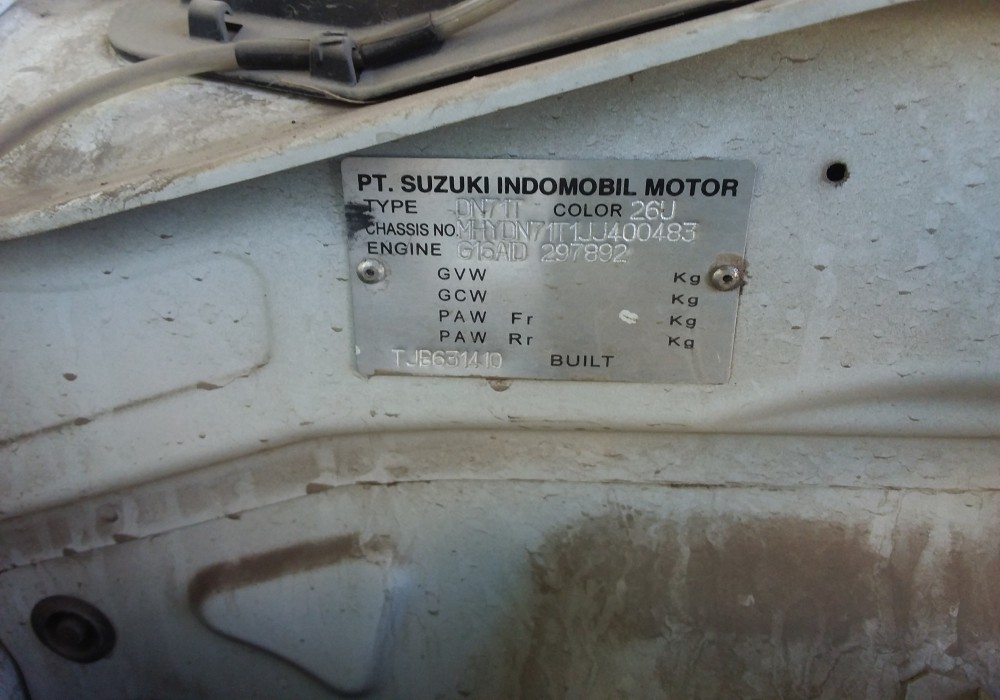 PT. SUZUKI INDOMOBIL MOTOR
TYPE DN71T COLOR 26U
CHASSIS NO. MHYDN71T1JJ400483
ENGINE G16AID 297892
GVW Kg
GCW Kg
PAW Fr Kg
PAW Rr Kg
TJB631410 BUILT